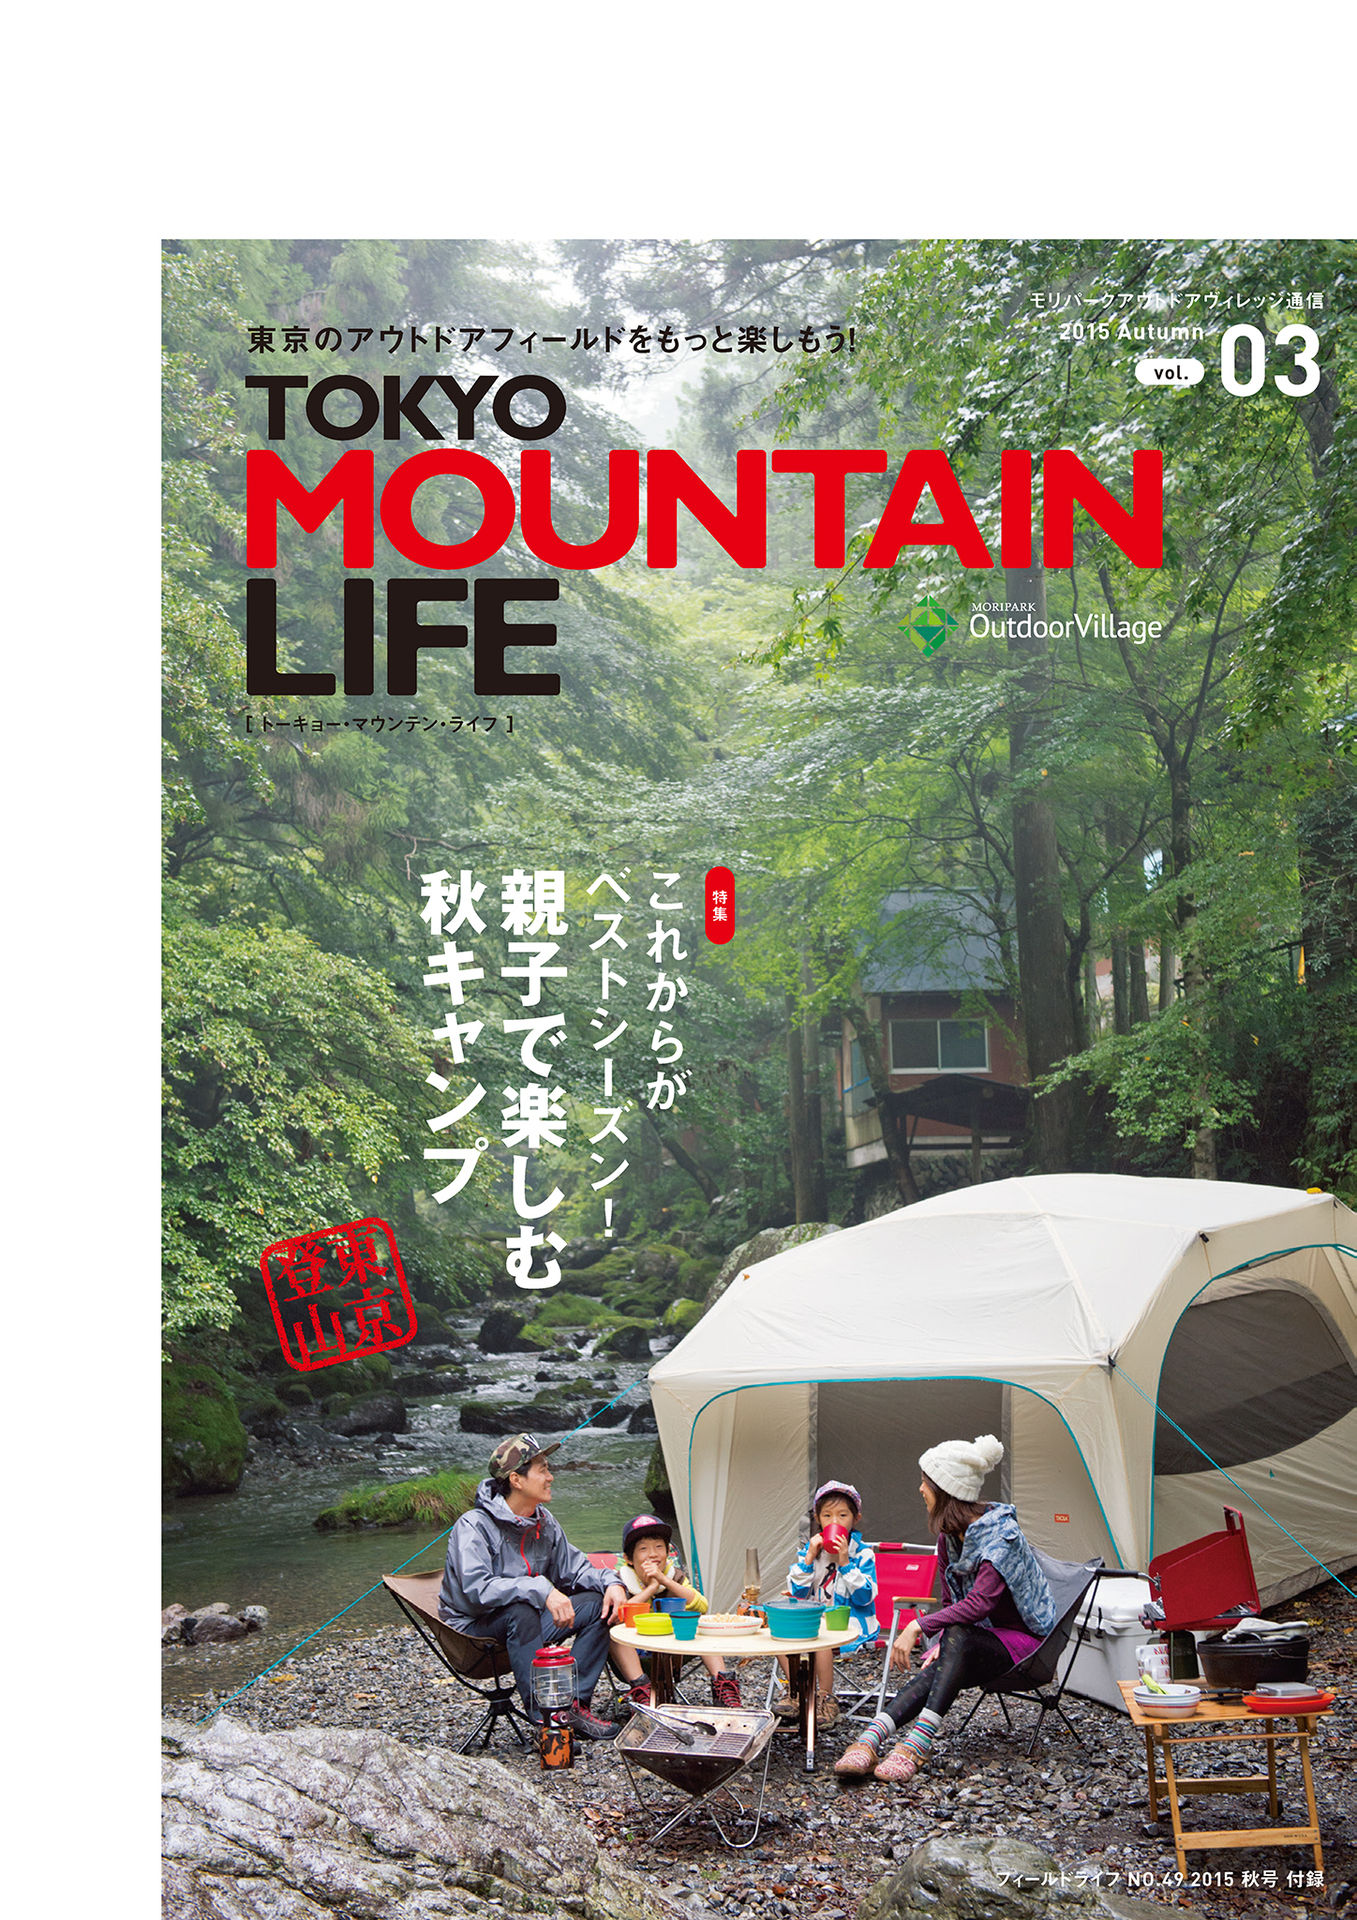 モリパークアウトドアヴィレッジ通信
2015 Autumn
vol. 03
東京のアウトドアフィールドをもっと楽しもう!
TOKYO
MOUNTAIN
LIFE
MORIPARK
OutdoorVillage
[ トーキョー・マウンテン・ライフ ]
特集
これからが
ベストシーズン!
親子で楽しむ
秋キャンプ
東京
登山
フィールドライフ NO.49 2015 秋号 付録